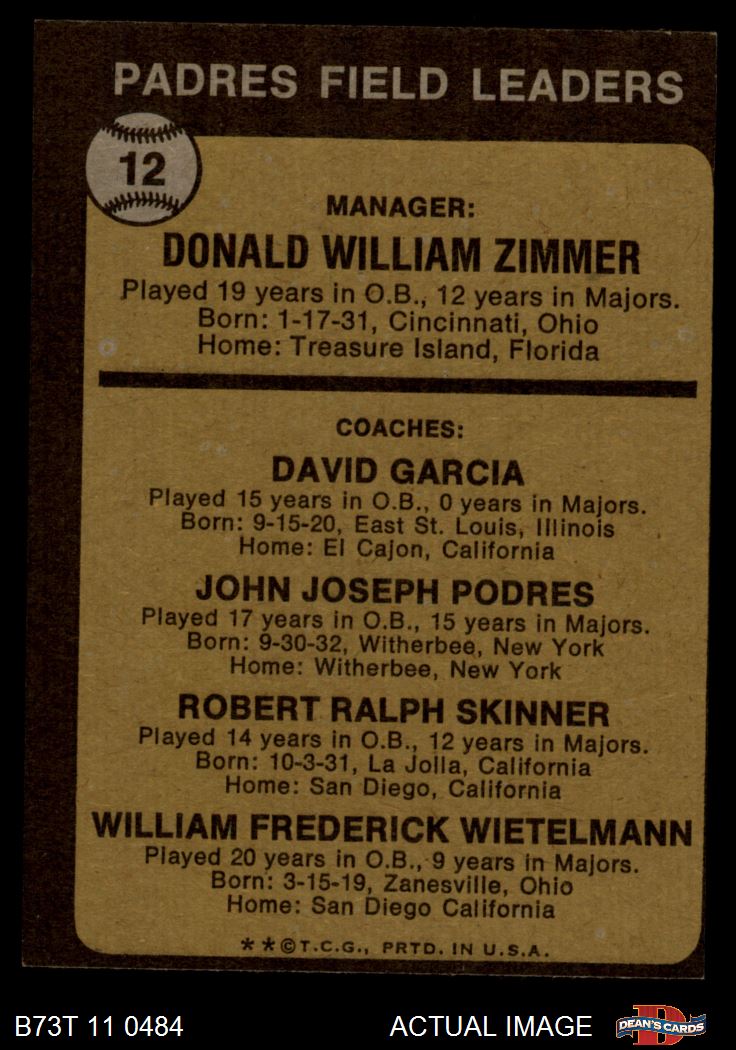 PADRES FIELD LEADERS
12
MANAGER:
DONALD WILLIAM ZIMMER
Played 19 years in O.B., 12 years in Majors.
Born: 1-17-31, Cincinnati, Ohio
Home: Treasure Island, Florida
COACHES:
DAVID GARCIA
Played 15 years in O.B., 0 years in Majors.
Born: 9-15-20, East St. Louis, Illinois
Home: El Cajon, California
JOHN JOSEPH PODRES
Played 17 years in O.B., 15 years in Majors.
Born: 9-30-32, Witherbee, New York
Home: Witherbee, New York
ROBERT RALPH SKINNER
Played 14 years in O.B., 12 years in Majors.
Born: 10-3-31, La Jolla, California
Home: San Diego, California
WILLIAM FREDERICK WIETELMANN
Played 20 years in O.B., 9 years in Majors.
Born: 3-15-19, Zanesville, Ohio
Home: San Diego California
**©T.C.G., PRTD. IN U.S.A.
B73T 11 0484 ACTUAL IMAGE D DEAN'S CARDS